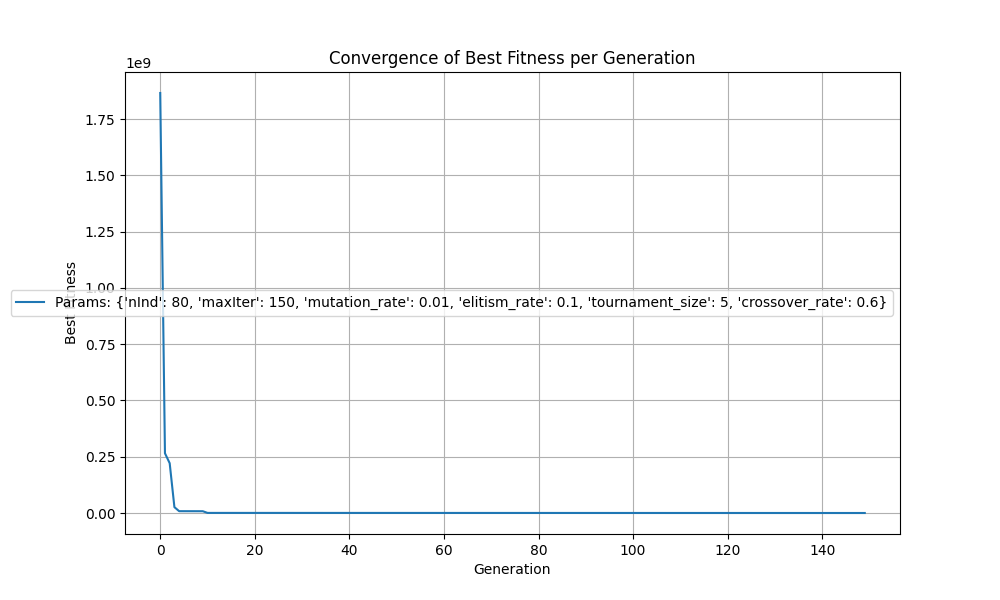 Convergence of Best Fitness per Generation
1e9
1.75
1.50
1.25
1.00
Params: {'nInd': 80, 'maxIter': 150, 'mutation_rate': 0.01, 'elitism_rate': 0.1, 'tournament_size': 5, 'crossover_rate': 0.6}
Best Fitness
0.75
0.50
0.25
0.00
0 20 40 60 80 100 120 140
Generation